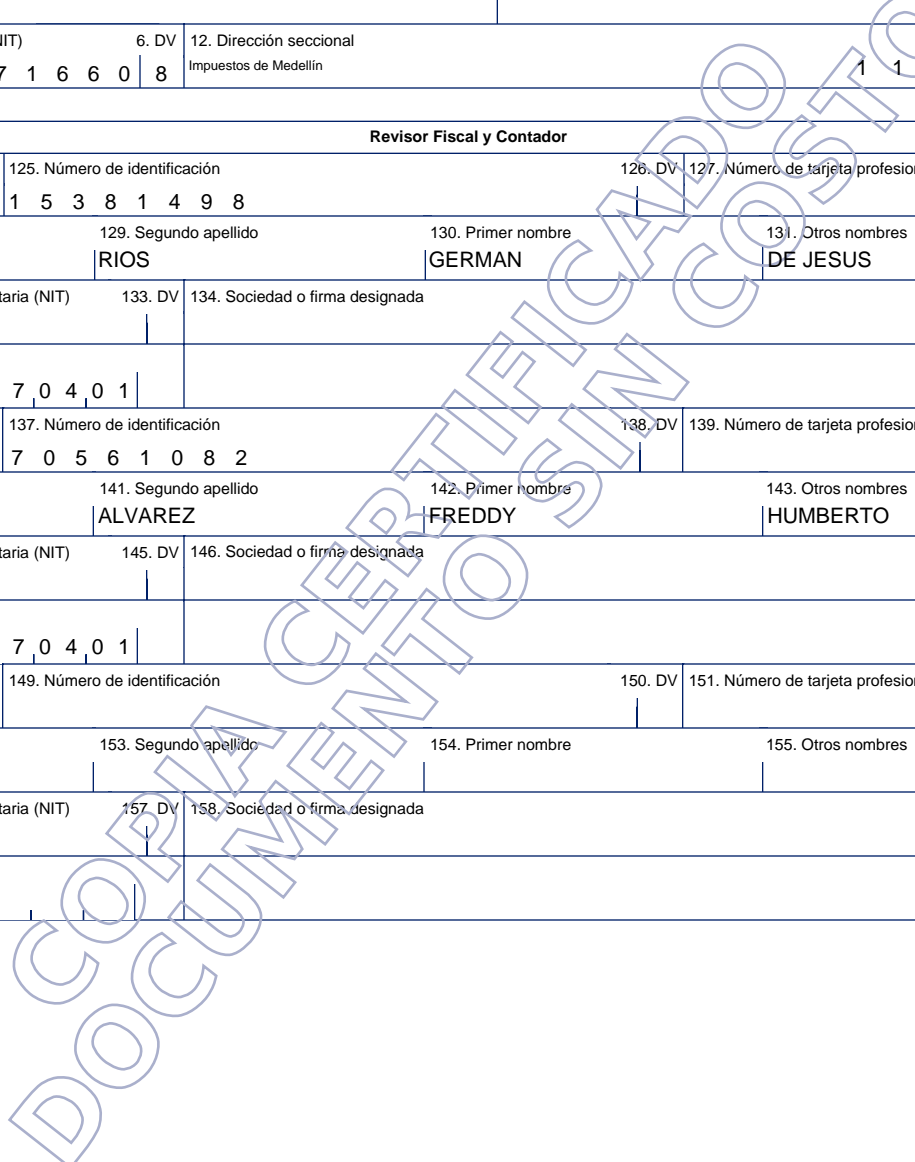 NIT) 6. DV 12. Dirección seccional
7 1 6 6 0 8 Impuestos de Medellín 1 1
Revisor Fiscal y Contador
125. Número de identificación 126. DV 127. Número de tarjeta profesion
1 5 3 8 1 4 9 8
129. Segundo apellido 130. Primer nombre 131. Otros nombres
RIOS GERMAN DE JESUS
taria (NIT) 133. DV 134. Sociedad o firma designada
7 0 4 0 1
137. Número de identificación 138. DV 139. Número de tarjeta profesion
7 0 5 6 1 0 8 2
141. Segundo apellido 142. Primer nombre 143. Otros nombres
ALVAREZ FREDDY HUMBERTO
taria (NIT) 145. DV 146. Sociedad o firma designada
7 0 4 0 1
149. Número de identificación 150. DV 151. Número de tarjeta profesion
153. Segundo apellido 154. Primer nombre 155. Otros nombres
taria (NIT) 157. DV 158. Sociedad o firma designada
COPIA CERTIFICADO
DOCUMENTO SIN COSTO